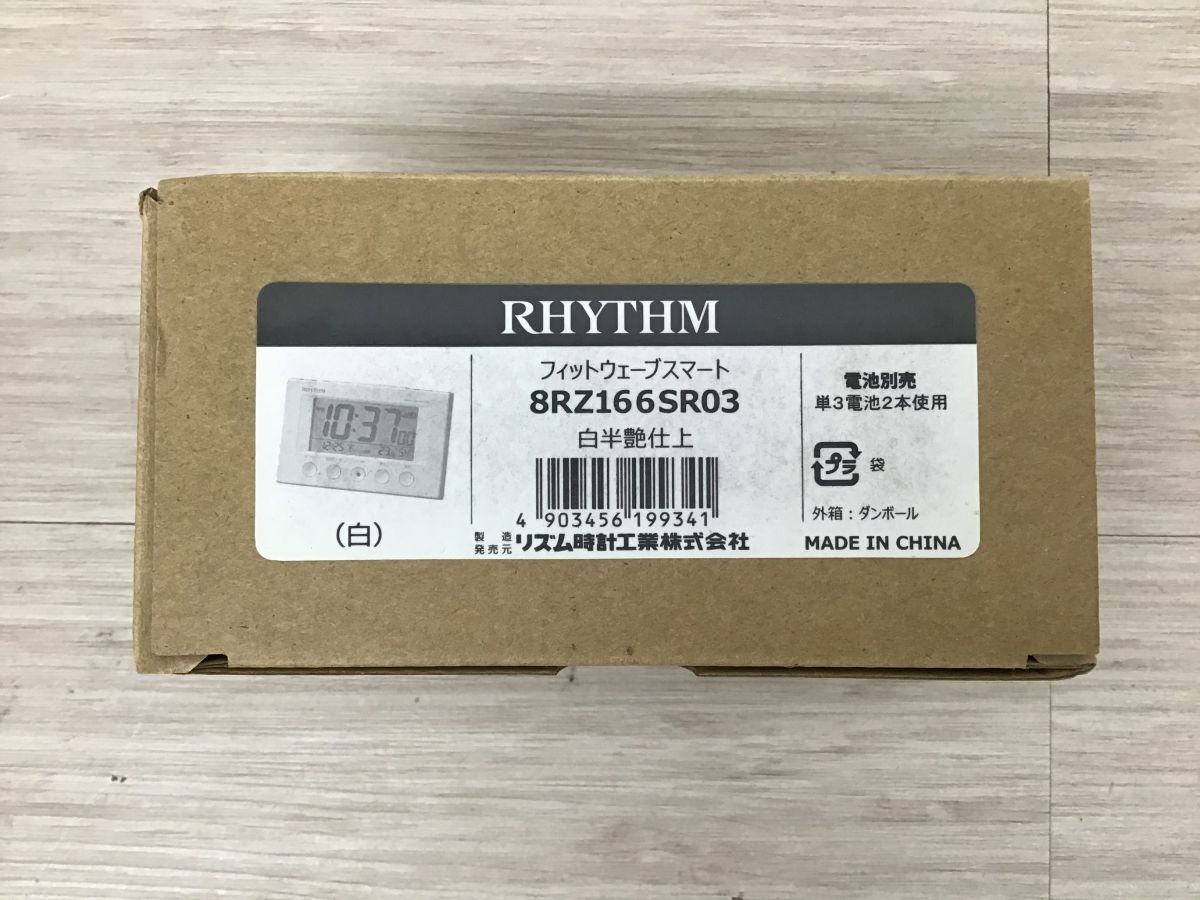 RHYTHM
RHYTHM
10:37
(白)
フィットウェーブスマート
8RZ166SR03
白半艶仕上
4 903456 199341
製造
発売元 リズム時計工業株式会社
電池別売
単3電池2本使用
プラ 袋
外箱：ダンボール
MADE IN CHINA